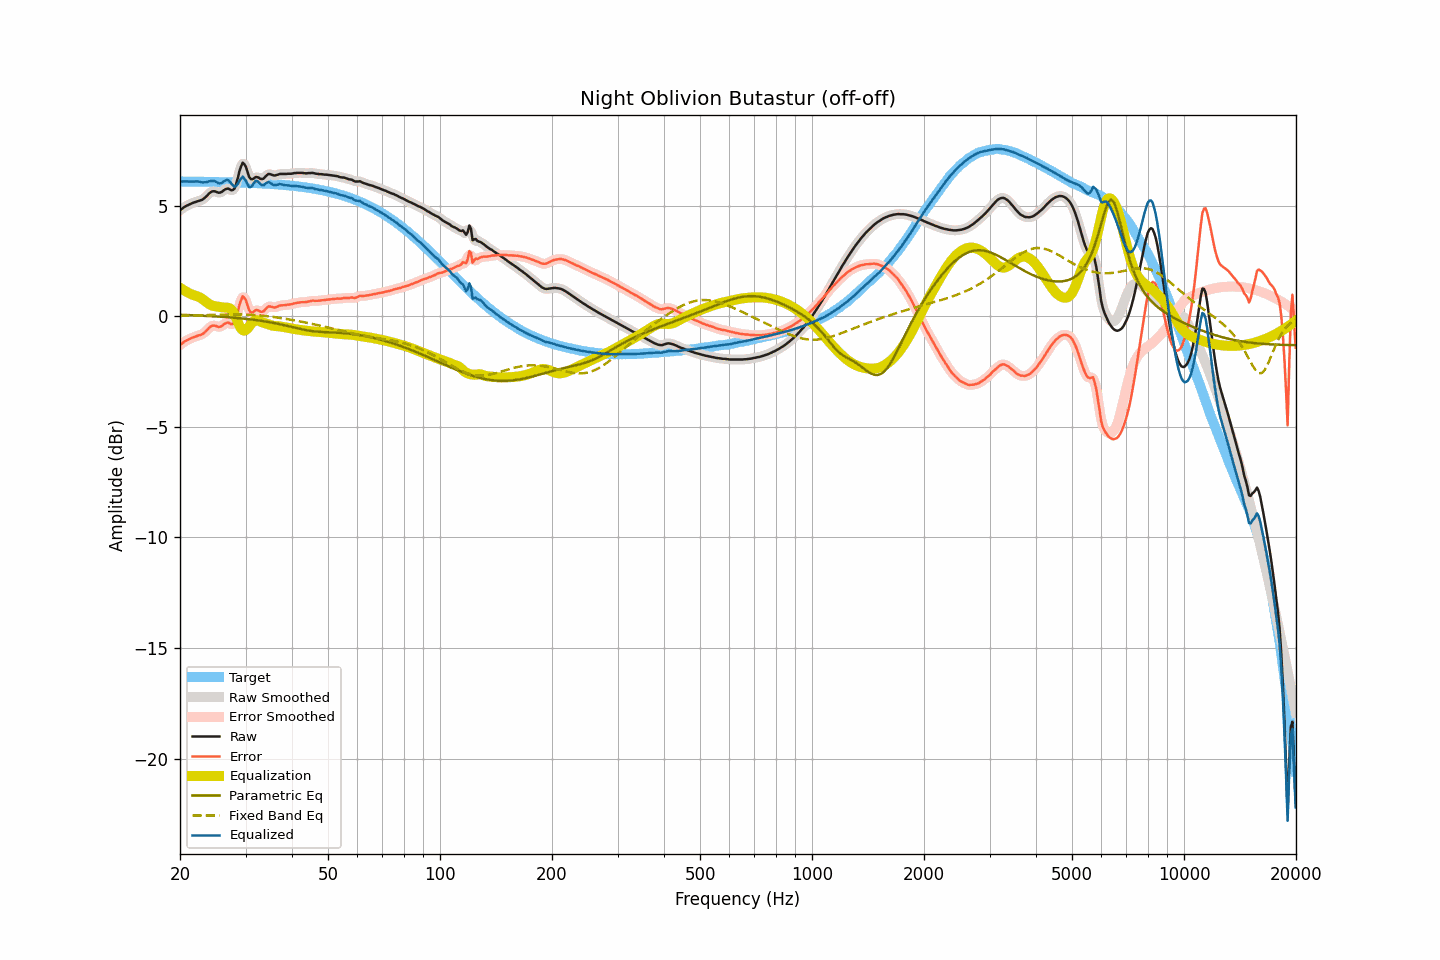 Night Oblivion Butastur (off-off)
Amplitude (dBr)
5
0
−5
−10
−15
−20
Target
Raw Smoothed
Error Smoothed
Raw
Error
Equalization
Parametric Eq
Fixed Band Eq
Equalized
20 50 100 200 500 1000 2000 5000 10000 20000
Frequency (Hz)